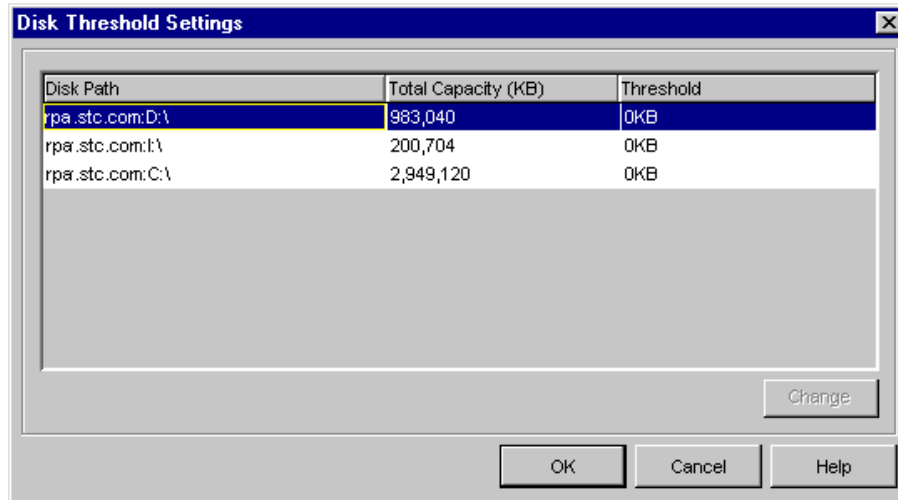 Disk Threshold Settings
Disk Path Total Capacity (KB) Threshold
rpa.stc.com:D:\ 983,040 0KB
rpa.stc.com:I:\ 200,704 0KB
rpa.stc.com:C:\ 2,949,120 0KB
Change
OK Cancel Help